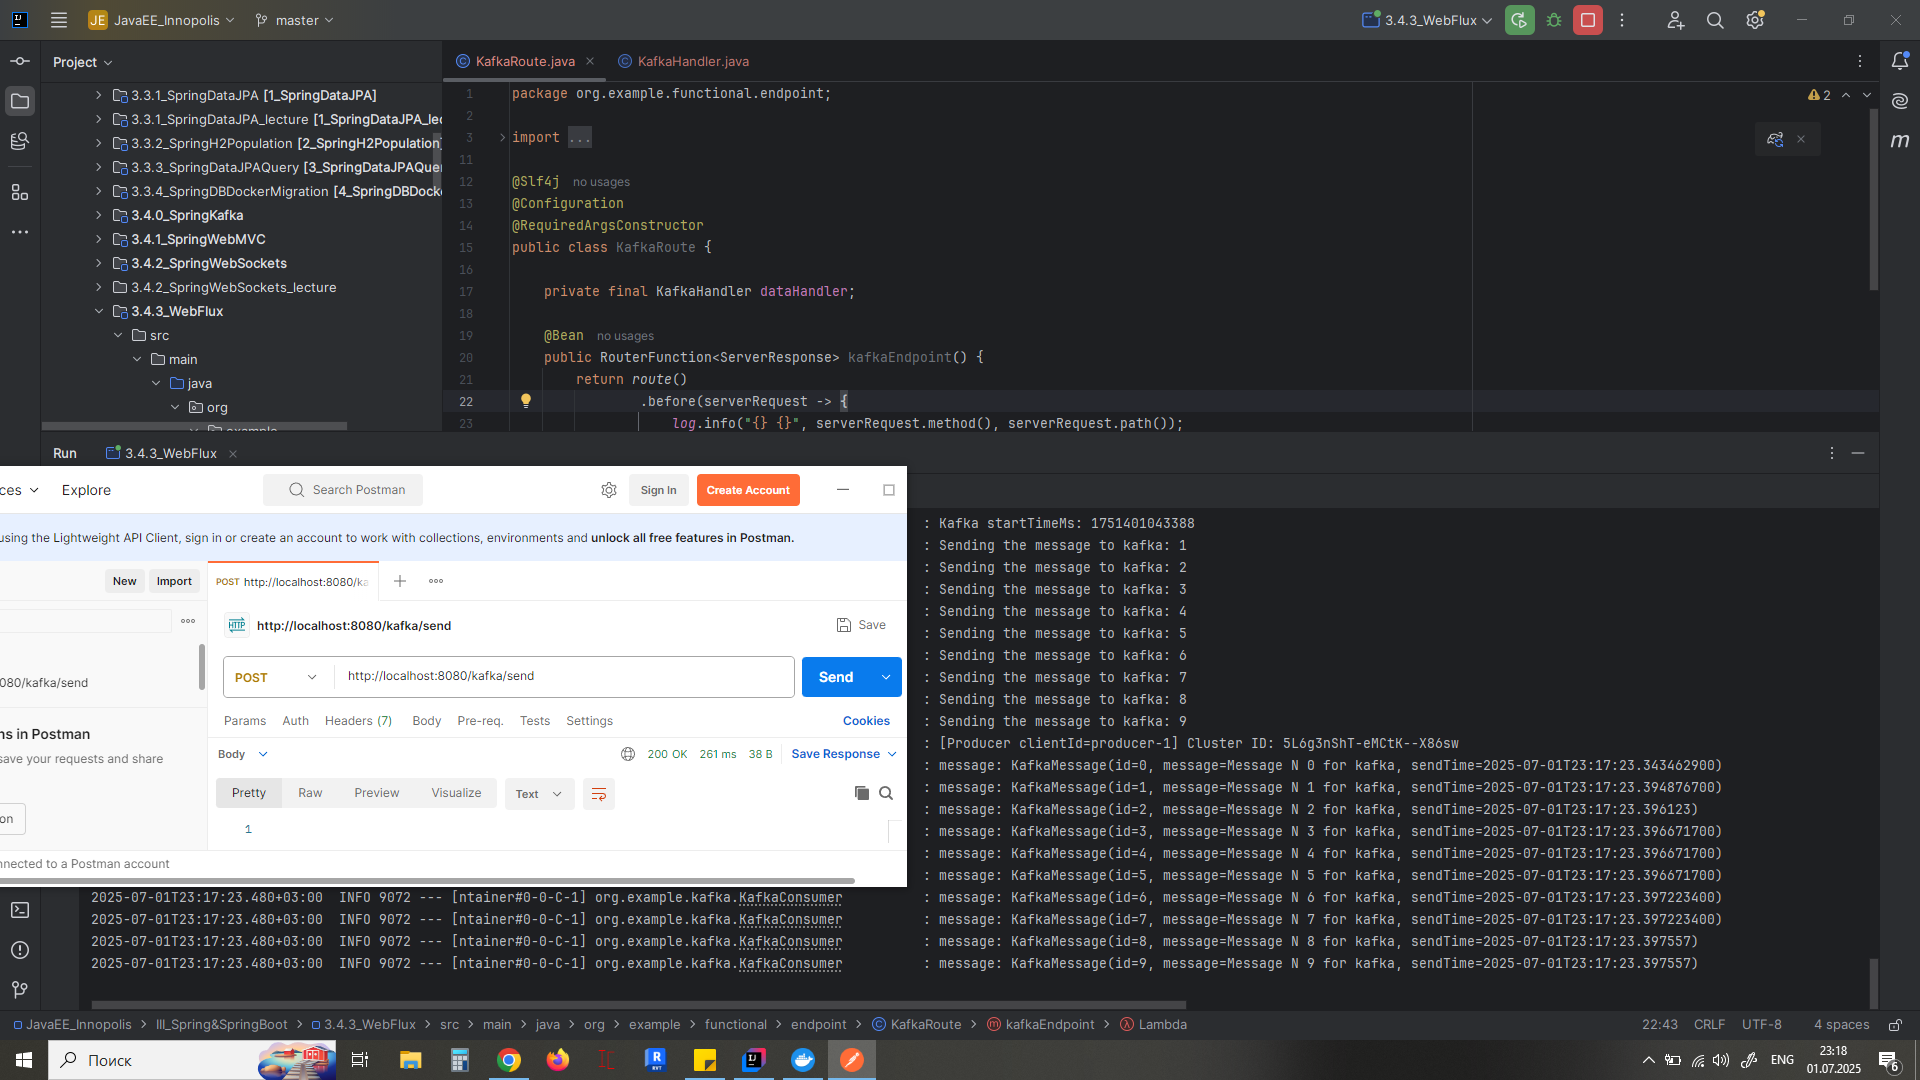 JE JavaEE_Innopolis
master
3.4.3_WebFlux
Project
3.3.1_SpringDataJPA [1_SpringDataJPA]
3.3.1_SpringDataJPA_lecture [1_SpringDataJPA_lec
3.3.2_SpringH2Population [2_SpringH2Population]
3.3.3_SpringDataJPAQuery [3_SpringDataJPAQue
3.3.4_SpringDBDockerMigration [4_SpringDBDock
3.4.0_SpringKafka
3.4.1_SpringWebMVC
3.4.2_SpringWebSockets
3.4.2_SpringWebSockets_lecture
3.4.3_WebFlux
src
main
java
org
example
KafkaRoute.java
KafkaHandler.java
2
1 package org.example.functional.endpoint;
2
3 import ...
11
12 @Slf4j no usages
13 @Configuration
14 @RequiredArgsConstructor
15 public class KafkaRoute {
16
17 private final KafkaHandler dataHandler;
18
19 @Bean no usages
20 public RouterFunction<ServerResponse> kafkaEndpoint() {
21 return route()
22 .before(serverRequest -> {
23 log.info("{} {}", serverRequest.method(), serverRequest.path());
Run 3.4.3_WebFlux
ces Explore Search Postman Sign In Create Account
using the Lightweight API Client, sign in or create an account to work with collections, environments and unlock all free features in Postman.
New Import POST http://localhost:8080/ka
http://localhost:8080/kafka/send Save
080/kafka/send
POST http://localhost:8080/kafka/send Send
Params Auth Headers (7) Body Pre-req. Tests Settings Cookies
ns in Postman
save your requests and share
on
Body 200 OK 261 ms 38 B Save Response
Pretty Raw Preview Visualize Text
1
nnected to a Postman account
: Kafka startTimeMs: 1751401043388
: Sending the message to kafka: 1
: Sending the message to kafka: 2
: Sending the message to kafka: 3
: Sending the message to kafka: 4
: Sending the message to kafka: 5
: Sending the message to kafka: 6
: Sending the message to kafka: 7
: Sending the message to kafka: 8
: Sending the message to kafka: 9
: [Producer clientId=producer-1] Cluster ID: 5L6g3nShT-eMCtK--X86sw
: message: KafkaMessage(id=0, message=Message N 0 for kafka, sendTime=2025-07-01T23:17:23.343462900)
: message: KafkaMessage(id=1, message=Message N 1 for kafka, sendTime=2025-07-01T23:17:23.394876700)
: message: KafkaMessage(id=2, message=Message N 2 for kafka, sendTime=2025-07-01T23:17:23.396123)
: message: KafkaMessage(id=3, message=Message N 3 for kafka, sendTime=2025-07-01T23:17:23.396671700)
: message: KafkaMessage(id=4, message=Message N 4 for kafka, sendTime=2025-07-01T23:17:23.396671700)
: message: KafkaMessage(id=5, message=Message N 5 for kafka, sendTime=2025-07-01T23:17:23.396671700)
2025-07-01T23:17:23.480+03:00 INFO 9072 --- [ntainer#0-0-C-1] org.example.kafka.KafkaConsumer : message: KafkaMessage(id=6, message=Message N 6 for kafka, sendTime=2025-07-01T23:17:23.397223400)
2025-07-01T23:17:23.480+03:00 INFO 9072 --- [ntainer#0-0-C-1] org.example.kafka.KafkaConsumer : message: KafkaMessage(id=7, message=Message N 7 for kafka, sendTime=2025-07-01T23:17:23.397223400)
2025-07-01T23:17:23.480+03:00 INFO 9072 --- [ntainer#0-0-C-1] org.example.kafka.KafkaConsumer : message: KafkaMessage(id=8, message=Message N 8 for kafka, sendTime=2025-07-01T23:17:23.397557)
2025-07-01T23:17:23.480+03:00 INFO 9072 --- [ntainer#0-0-C-1] org.example.kafka.KafkaConsumer : message: KafkaMessage(id=9, message=Message N 9 for kafka, sendTime=2025-07-01T23:17:23.397557)
JavaEE_Innopolis > III_Spring&SpringBoot > 3.4.3_WebFlux > src > main > java > org > example > functional > endpoint > KafkaRoute > kafkaEndpoint > Lambda 22:43 CRLF UTF-8 4 spaces
Поиск
ENG
23:18
01.07.2025
6